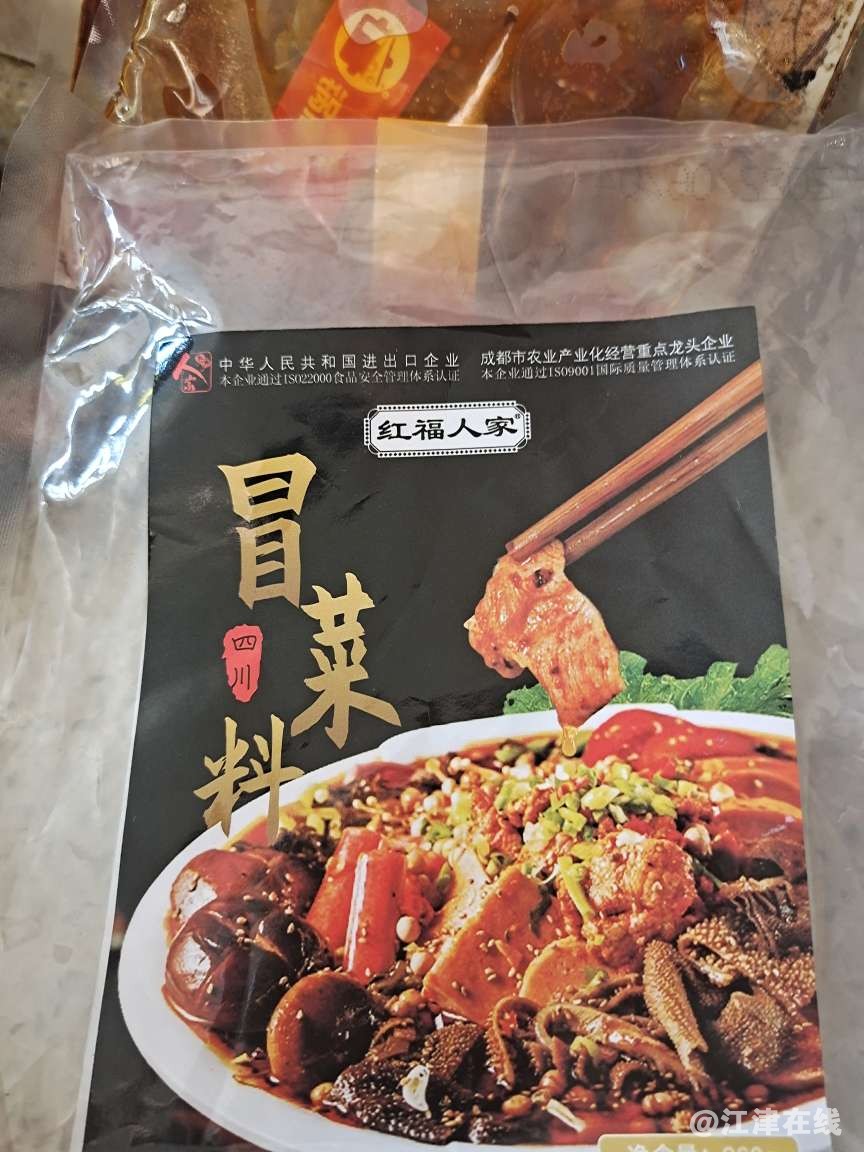 中华人民共和国进出口企业 成都市农业产业化经营重点龙头企业
本企业通过ISO22000食品安全管理体系认证 本企业通过ISO9001国际质量管理体系认证
红福人家®
冒菜料
四川
@江津在线